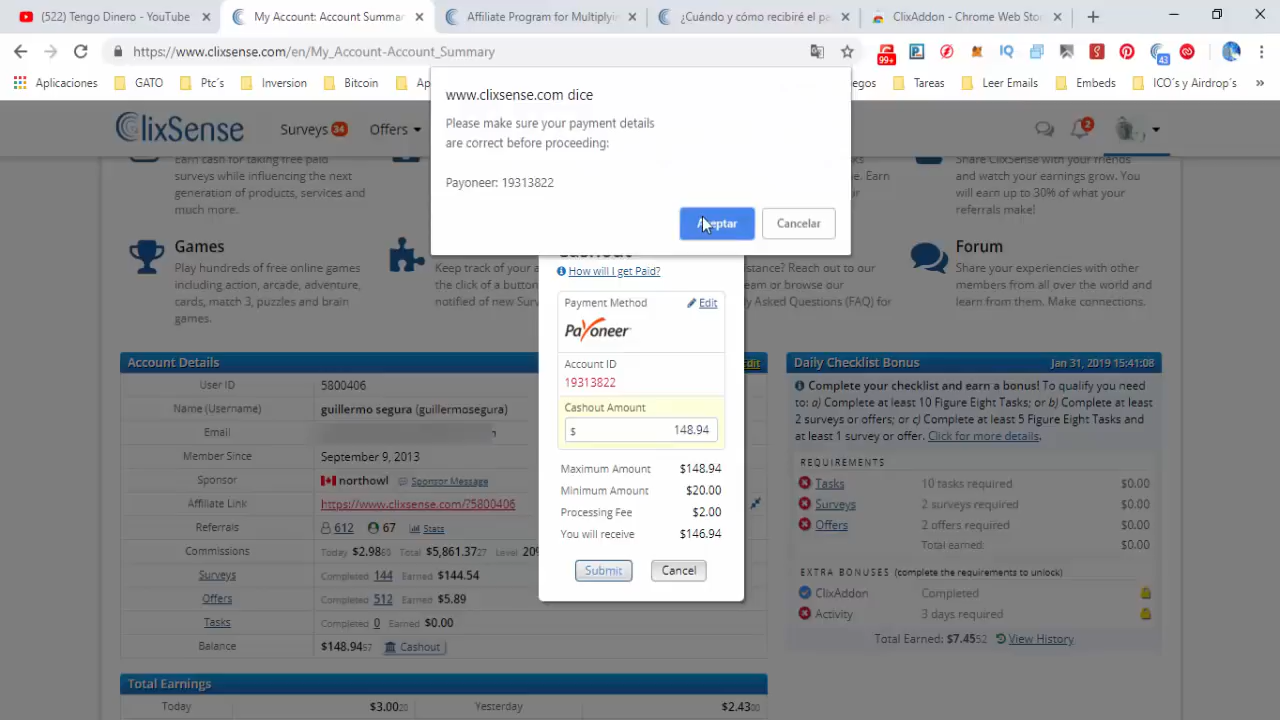 (522) Tengo Dinero - YouTube
My Account: Account Summar
Affiliate Program for Multiplyin
¿Cuándo y cómo recibiré el pa
ClixAddon - Chrome Web Stor
https://www.clixsense.com/en/My_Account-Account_Summary
99+
43
Aplicaciones
GATO
Ptc´s
Inversion
Bitcoin
Tareas
Leer Emails
Embeds
ICO´s y Airdrop´s
»
www.clixsense.com dice
Please make sure your payment details
are correct before proceeding:
Payoneer: 19313822
Aceptar
Cancelar
ClixSense
Surveys 34
Offers
2
Earn cash for taking free paid
surveys while influencing the next
generation of products, services and
much more.
Share ClixSense with your friends
and watch your earnings grow. You
will earn up to 30% of what your
referrals make!
Games
Play hundreds of free online games
including action, arcade, adventure,
cards, match 3, puzzles and brain
games.
Keep track of your
the click of a button
notified of new Surv
Forum
Share your experiences with other
members from all over the world and
learn from them. Make connections.
Cashout
How will I get Paid?
Payment Method
Edit
Payoneer
Account ID
19313822
Cashout Amount
$ 148.94
Maximum Amount $148.94
Minimum Amount $20.00
Processing Fee $2.00
You will receive $146.94
Submit
Cancel
Account Details
Edit
User ID 5800406
Name (Username) guillermo segura (guillermosegura)
Email
Member Since September 9, 2013
Sponsor northowl Sponsor Message
Affiliate Link https://www.clixsense.com/?5800406
Referrals 612 67 Stats
Commissions Today $2.98 Total $5,861.37 Level 20%
Surveys Completed 144 Earned $144.54
Offers Completed 512 Earned $5.89
Tasks Completed 0 Earned $0.00
Balance $148.94 Cashout
Total Earnings
Today $3.00 Yesterday $2.43
Daily Checklist Bonus Jan 31, 2019 15:41:08
Complete your checklist and earn a bonus! To qualify you need
to: a) Complete at least 10 Figure Eight Tasks; or b) Complete at least
2 surveys or offers; or c) Complete at least 5 Figure Eight Tasks and
at least 1 survey or offer. Click for more details.
REQUIREMENTS
Tasks 10 tasks required $0.00
Surveys 2 surveys required $0.00
Offers 2 offers required $0.00
Total earned: $0.00
EXTRA BONUSES (complete the requirements to unlock)
ClixAddon Completed
Activity 3 days required
Total Earned: $7.4552 View History